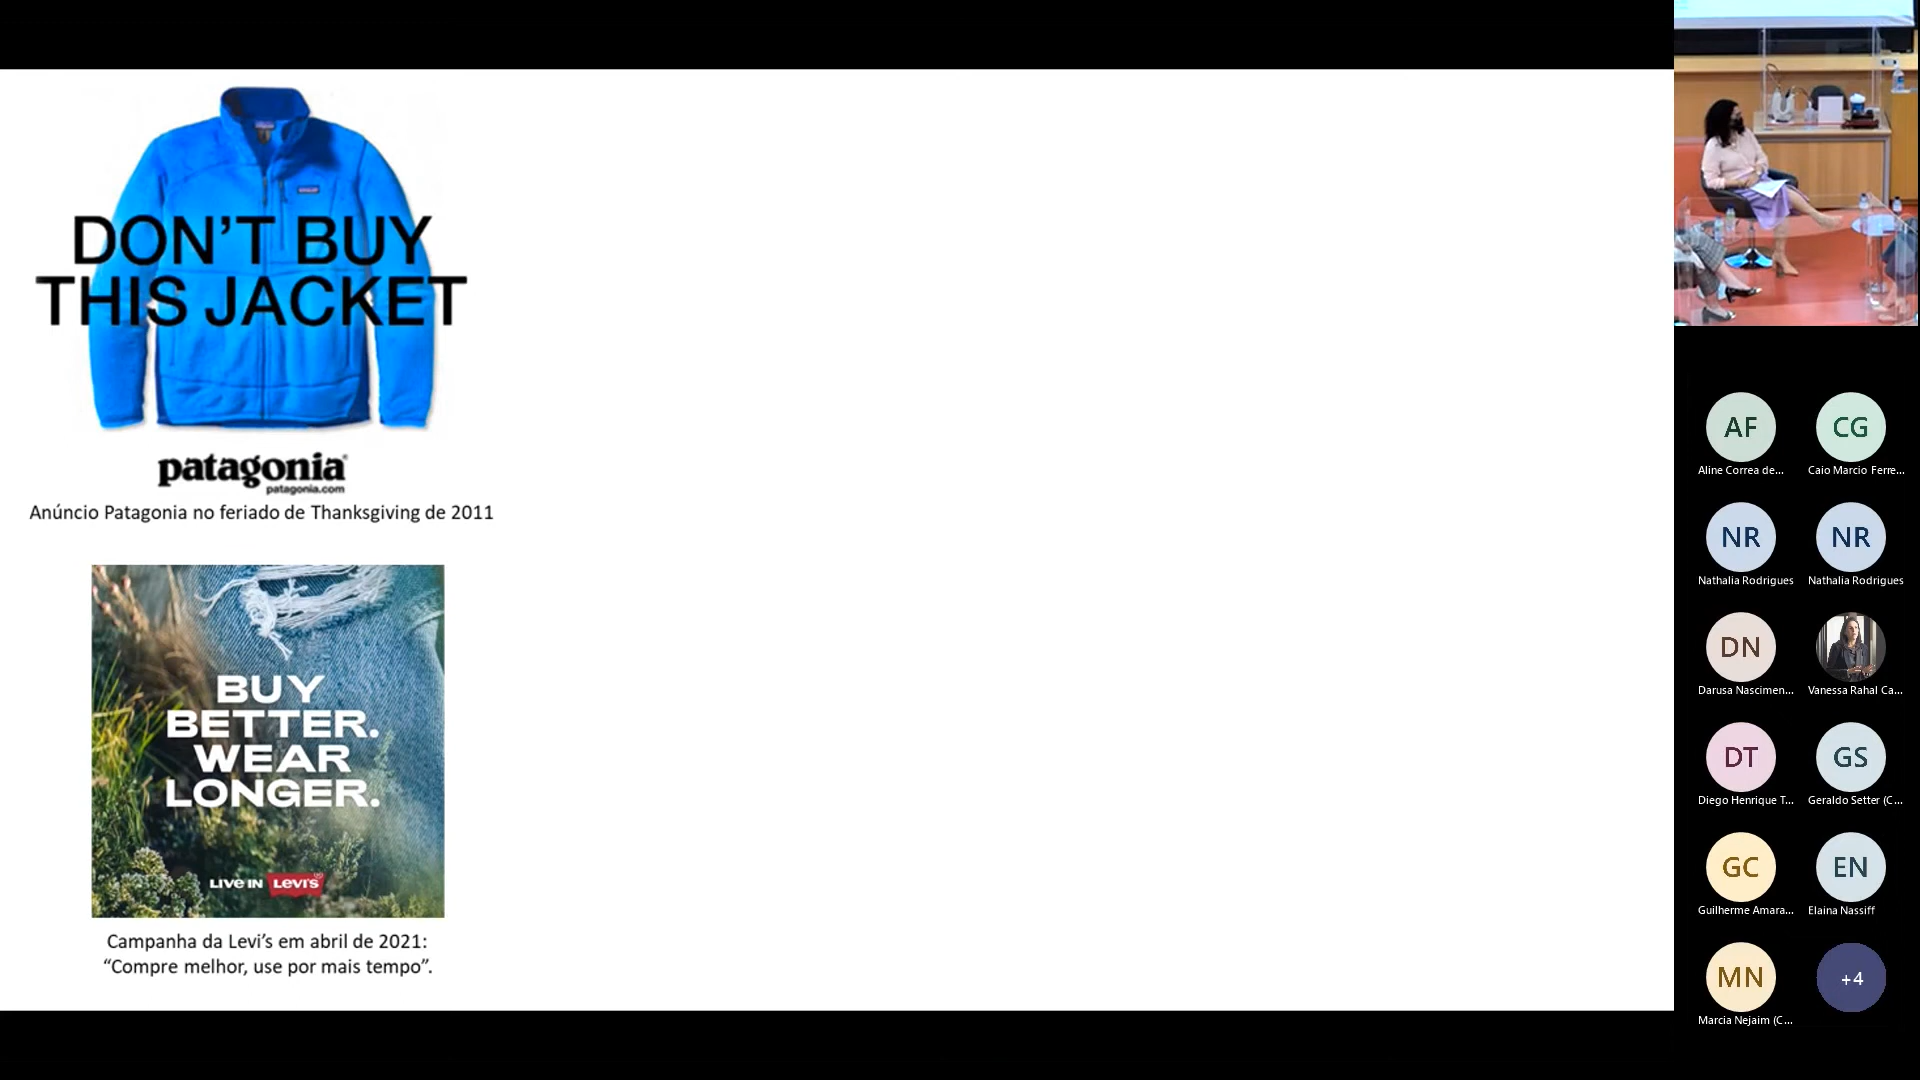 DON’T BUY
THIS JACKET
patagonia®
patagonia.com
Anúncio Patagonia no feriado de Thanksgiving de 2011
BUY
BETTER.
WEAR
LONGER.
LIVE IN LEVI'S®
Campanha da Levi’s em abril de 2021:
“Compre melhor, use por mais tempo”.
AF
CG
Aline Correa de...
Caio Marcio Ferre...
NR
NR
Nathalia Rodrigues
Nathalia Rodrigues
DN
Darusa Nascimen...
Vanessa Rahal Ca...
DT
GS
Diego Henrique T...
Geraldo Setter (C...
GC
EN
Guilherme Amara...
Elaina Nassiff
MN
+4
Marcia Nejaim (C...